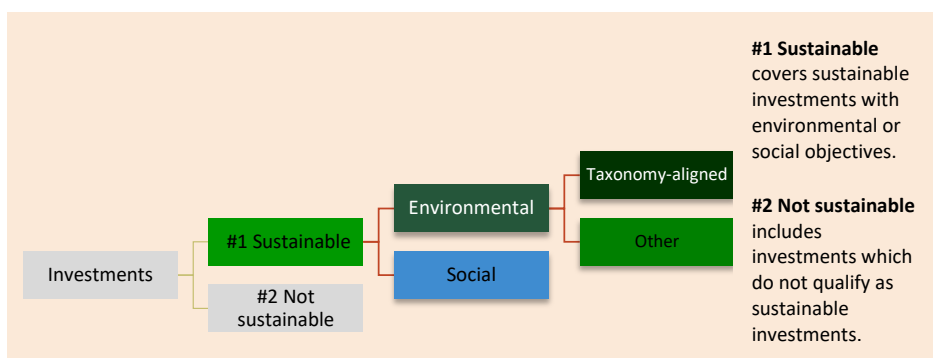 Investments
#1 Sustainable
#2 Not
sustainable
Environmental
Social
Taxonomy-aligned
Other
#1 Sustainable
covers sustainable
investments with
environmental or
social objectives.
#2 Not sustainable
includes
investments which
do not qualify as
sustainable
investments.